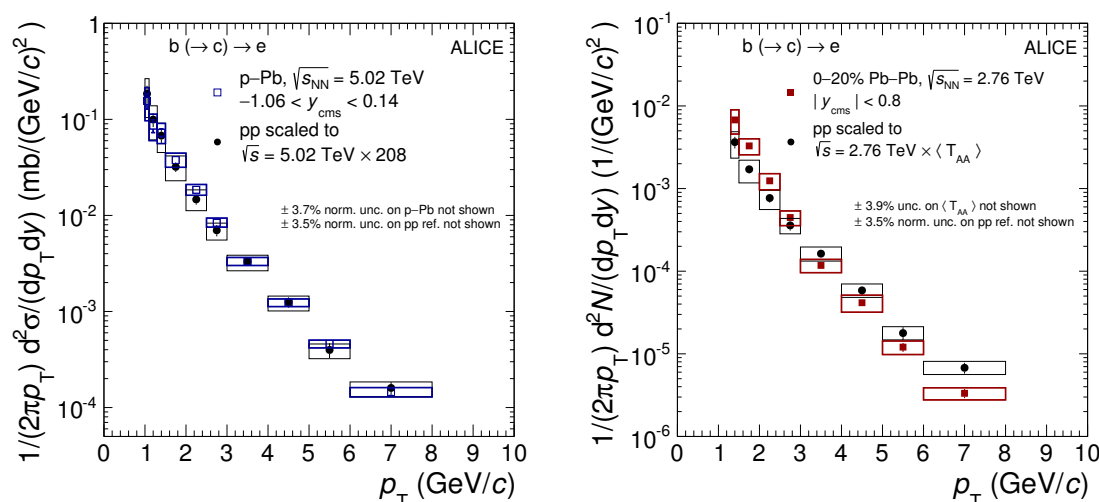 1/(2πp_T) d²σ/(dp_Tdy) (mb/(GeV/c)²)
1
10⁻¹
10⁻²
10⁻³
10⁻⁴
b (→ c) → e
ALICE
p–Pb, √s_NN = 5.02 TeV
−1.06 < y_cms < 0.14
pp scaled to
√s = 5.02 TeV × 208
± 3.7% norm. unc. on p–Pb not shown
± 3.5% norm. unc. on pp ref. not shown
0 1 2 3 4 5 6 7 8 9 10
p_T (GeV/c)
1/(2πp_T) d²N/(dp_Tdy) (1/(GeV/c)²)
10⁻¹
10⁻²
10⁻³
10⁻⁴
10⁻⁵
10⁻⁶
b (→ c) → e
ALICE
0–20% Pb–Pb, √s_NN = 2.76 TeV
| y_cms | < 0.8
pp scaled to
√s = 2.76 TeV × ⟨ T_AA ⟩
± 3.9% unc. on ⟨ T_AA ⟩ not shown
± 3.5% norm. unc. on pp ref. not shown
0 1 2 3 4 5 6 7 8 9 10
p_T (GeV/c)